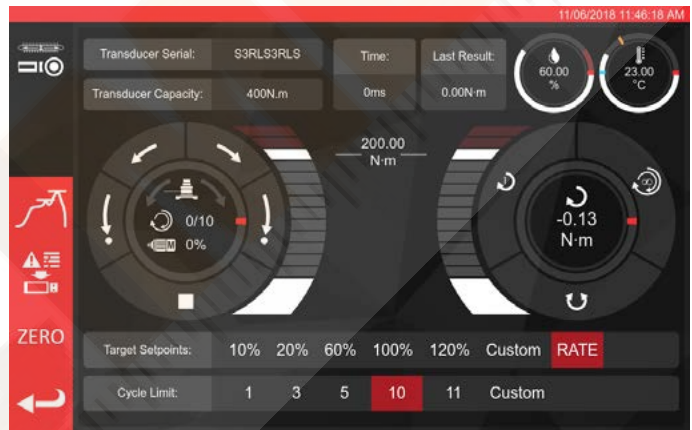 11/06/2018 11:46:18 AM
Transducer Serial: S3RLS3RLS
Time:
Last Result:
Transducer Capacity: 400N.m
0ms
0.00N·m
60.00
%
23.00
°C
200.00
N·m
0/10
M 0%
-0.13
N·m
ZERO
Target Setpoints: 10% 20% 60% 100% 120% Custom RATE
Cycle Limit: 1 3 5 10 11 Custom